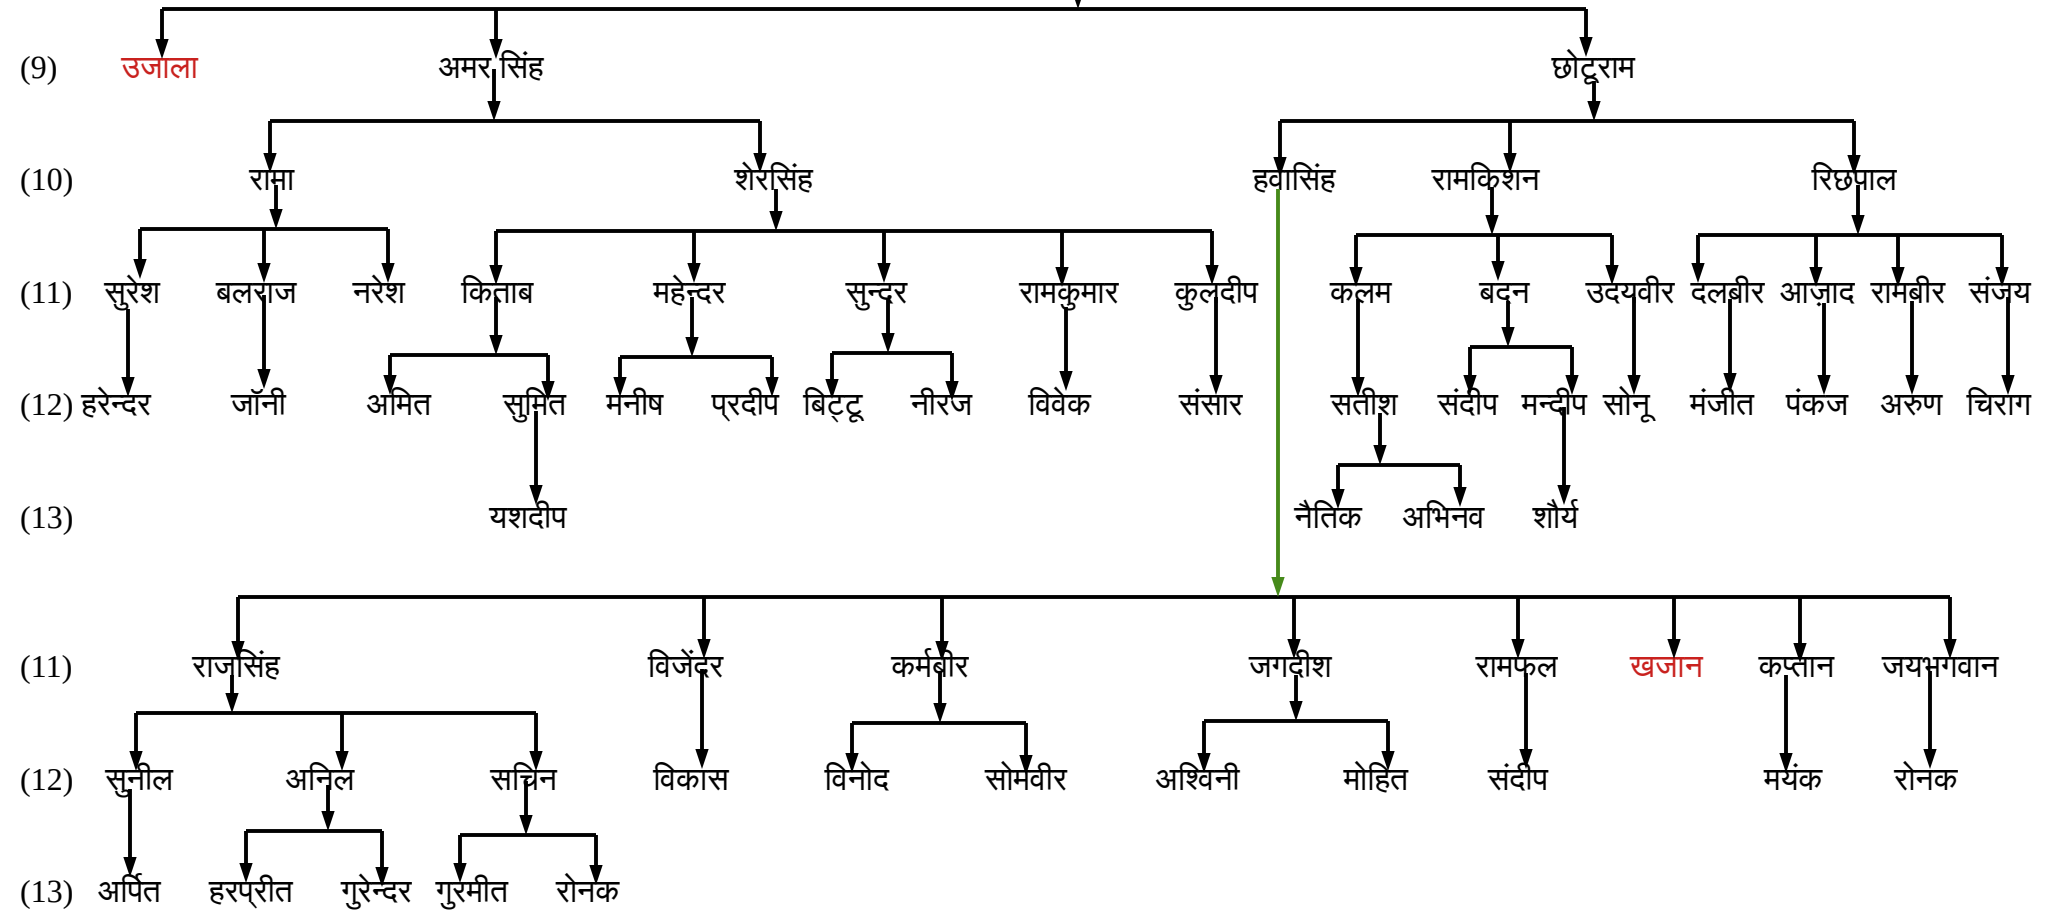 (9) उजाला अमर सिंह छोटूराम
(10) रामा शेरसिंह हवासिंह रामकिशन रिछपाल
(11) सुरेश बलराज नरेश किताब महेन्दर सुन्दर रामकुमार कुलदीप कलम बदन उदयवीर दलबीर आज़ाद रामबीर संजय
(12) हरेन्दर जॉनी अमित सुमित मनीष प्रदीप बिट्टू नीरज विवेक संसार सतीश संदीप मन्दीप सोनू मंजीत पंकज अरुण चिराग
(13) यशदीप नैतिक अभिनव शौर्य
(11) राजसिंह विजेंदर कर्मबीर जगदीश रामफल खजान कप्तान जयभगवान
(12) सुनील अनिल सचिन विकास विनोद सोमवीर अश्विनी मोहित संदीप मयंक रोनक
(13) अर्पित हरप्रीत गुरेन्दर गुरमीत रोनक